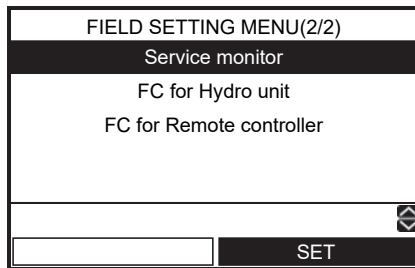 FIELD SETTING MENU(2/2)
Service monitor
FC for Hydro unit
FC for Remote controller
SET